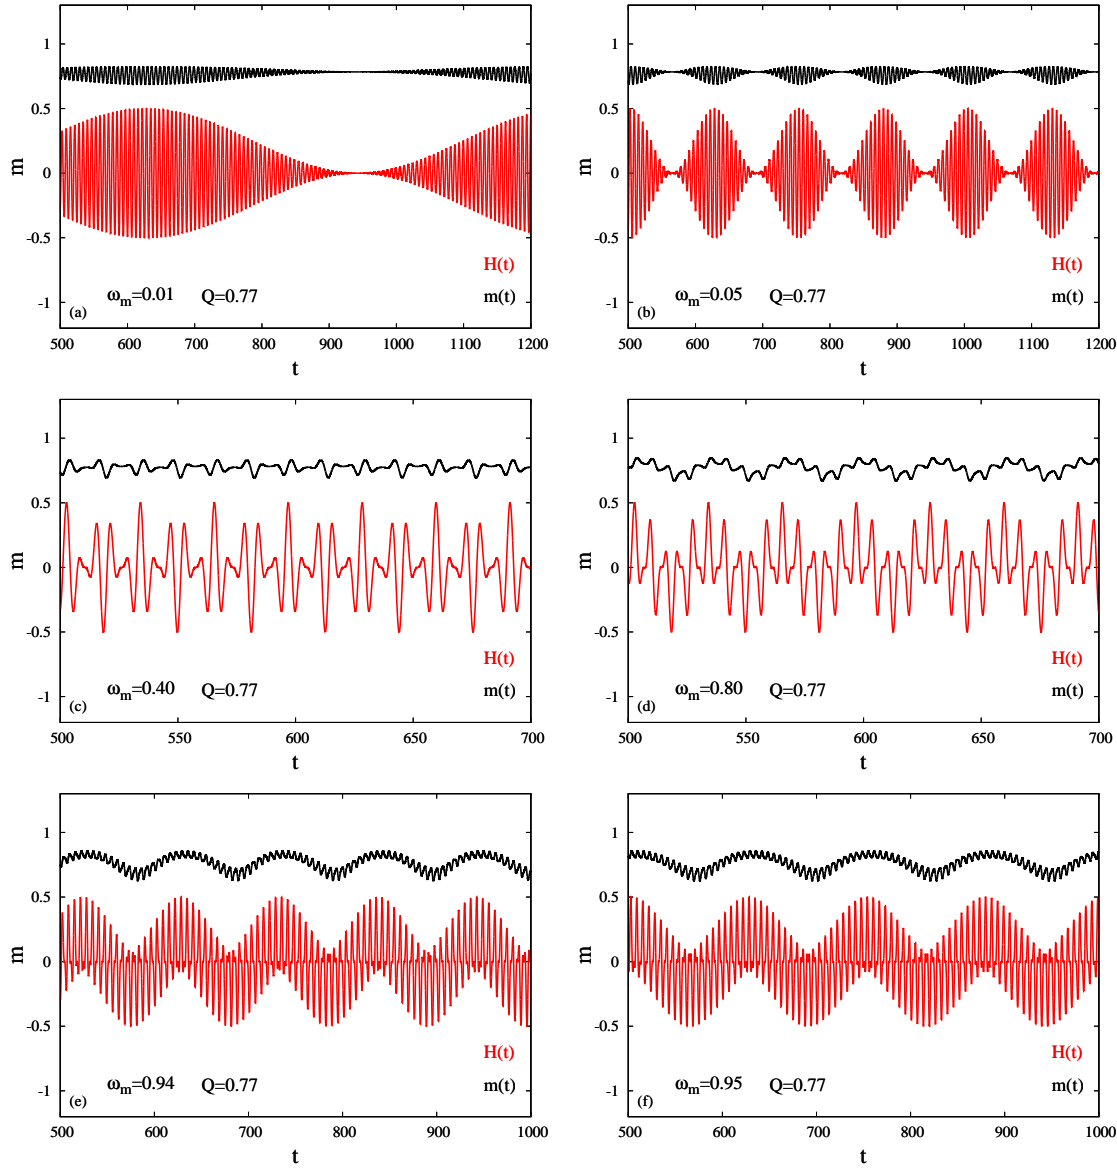 1
0.5
m
0
-0.5
H(t)
-1
(a)
ωm=0.01 Q=0.77
m(t)
500 600 700 800 900 1000 1100 1200
t
1
0.5
m
0
-0.5
H(t)
-1
(b)
ωm=0.05 Q=0.77
m(t)
500 600 700 800 900 1000 1100 1200
t
1
0.5
m
0
-0.5
H(t)
-1
(c)
ωm=0.40 Q=0.77
m(t)
500 550 600 650 700
t
1
0.5
m
0
-0.5
H(t)
-1
(d)
ωm=0.80 Q=0.77
m(t)
500 550 600 650 700
t
1
0.5
m
0
-0.5
H(t)
-1
(e)
ωm=0.94 Q=0.77
m(t)
500 600 700 800 900 1000
t
1
0.5
m
0
-0.5
H(t)
-1
(f)
ωm=0.95 Q=0.77
m(t)
500 600 700 800 900 1000
t